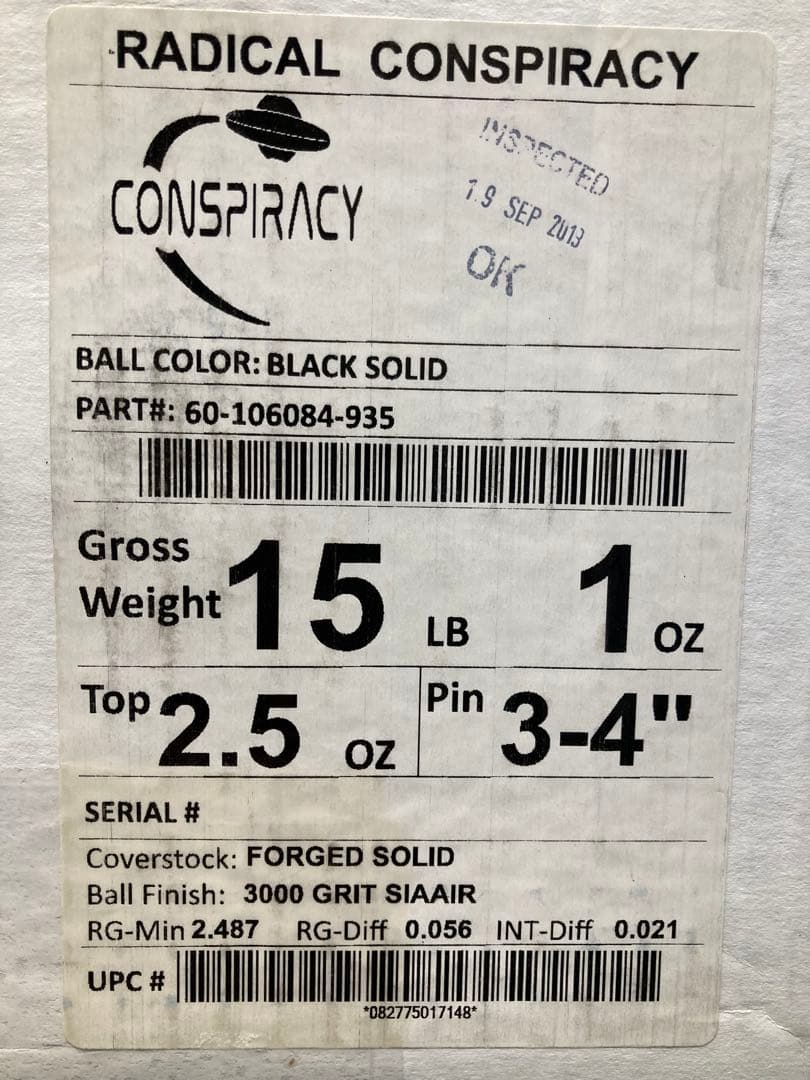 RADICAL CONSPIRACY
CONSPIRACY
INSPECTED
19 SEP 2019
OK
BALL COLOR: BLACK SOLID
PART#: 60-106084-935
Gross Weight 15 LB 1 OZ
Top 2.5 OZ Pin 3-4"
SERIAL #
Coverstock: FORGED SOLID
Ball Finish: 3000 GRIT SIAAIR
RG-Min 2.487 RG-Diff 0.056 INT-Diff 0.021
UPC #
*082775017148*